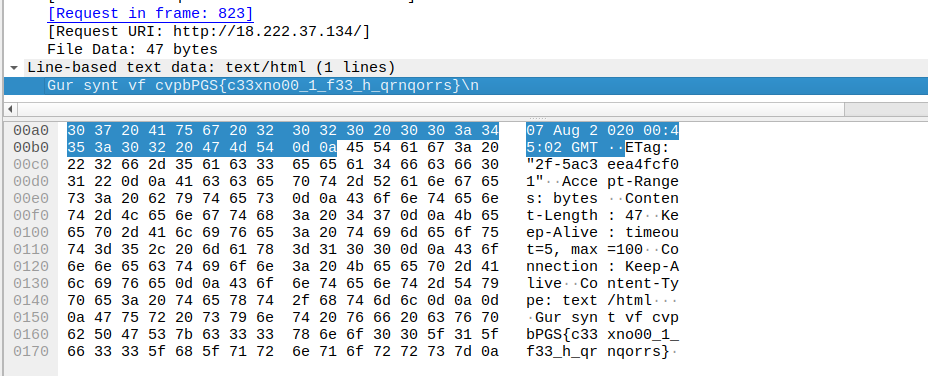 [Request in frame: 823]
[Request URI: http://18.222.37.134/]
File Data: 47 bytes
Line-based text data: text/html (1 lines)
Gur synt vf cvpbPGS{c33xno00_1_f33_h_qrnqorrs}\n
00a0 30 37 20 41 75 67 20 32 30 32 30 20 30 30 3a 34 07 Aug 2 020 00:4
00b0 35 3a 30 32 20 47 4d 54 0d 0a 45 54 61 67 3a 20 5:02 GMT ··ETag:
00c0 22 32 66 2d 35 61 63 33 65 65 61 34 66 63 66 30 "2f-5ac3 eea4fcf0
00d0 31 22 0d 0a 41 63 63 65 70 74 2d 52 61 6e 67 65 1"··Acce pt-Range
00e0 73 3a 20 62 79 74 65 73 0d 0a 43 6f 6e 74 65 6e s: bytes ··Conten
00f0 74 2d 4c 65 6e 67 74 68 3a 20 34 37 0d 0a 4b 65 t-Length : 47··Ke
0100 65 70 2d 41 6c 69 76 65 3a 20 74 69 6d 65 6f 75 ep-Alive : timeou
0110 74 3d 35 2c 20 6d 61 78 3d 31 30 30 0d 0a 43 6f t=5, max =100··Co
0120 6e 6e 65 63 74 69 6f 6e 3a 20 4b 65 65 70 2d 41 nnection : Keep-A
0130 6c 69 76 65 0d 0a 43 6f 6e 74 65 6e 74 2d 54 79 live··Co ntent-Ty
0140 70 65 3a 20 74 65 78 74 2f 68 74 6d 6c 0d 0a 0d pe: text /html···
0150 0a 47 75 72 20 73 79 6e 74 20 76 66 20 63 76 70 ·Gur syn t vf cvp
0160 62 50 47 53 7b 63 33 33 78 6e 6f 30 30 5f 31 5f bPGS{c33 xno00_1_
0170 66 33 33 5f 68 5f 71 72 6e 71 6f 72 72 73 7d 0a f33_h_qr nqorrs}·